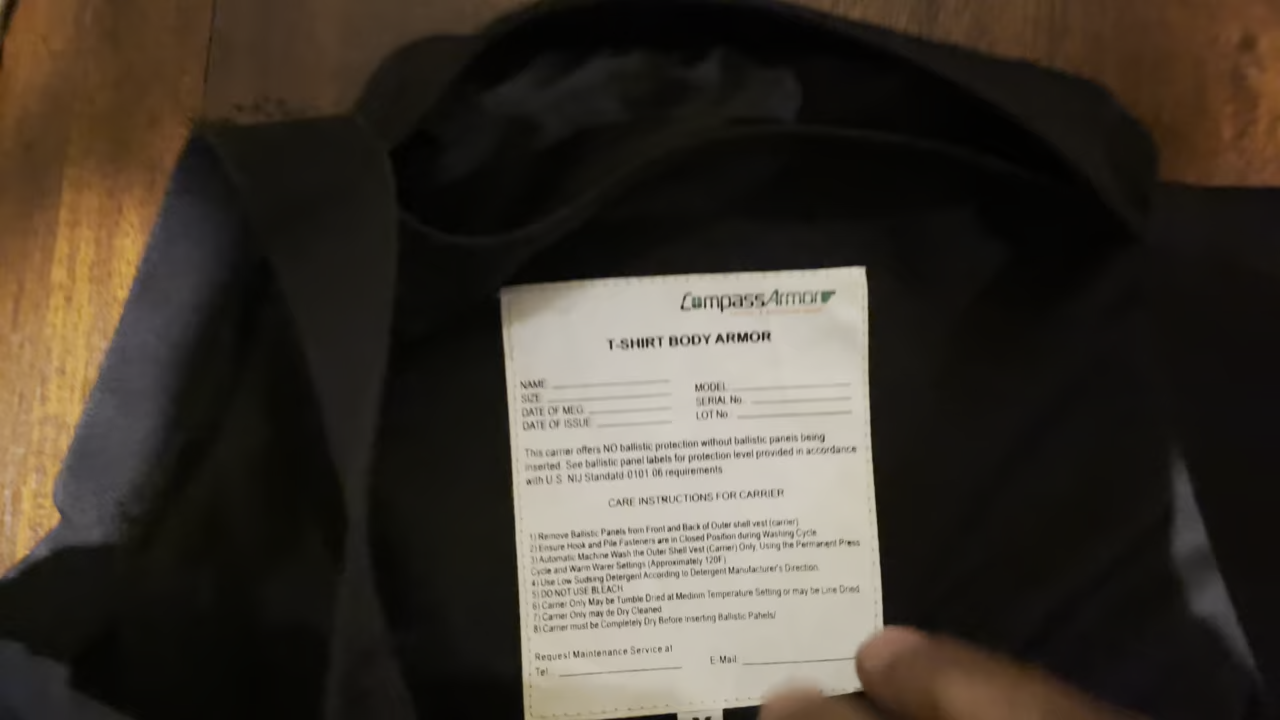 CompassArmor
T-SHIRT BODY ARMOR
NAME MODEL
SIZE SERIAL No.
DATE OF MFG. LOT No
DATE OF ISSUE
This carrier offers NO ballistic protection without ballistic panels being
inserted. See ballistic panel labels for protection level provided in accordance
with U.S. NIJ Standatd-0101.06 requirements
CARE INSTRUCTIONS FOR CARRIER
1) Remove Ballistic Panels from Front and Back of Outer shell vest (carrier)
2) Ensure Hook and Pile Fasteners are in Closed Position during Washing Cycle
3) Automatic Machine Wash the Outer Shell Vest (Carrier) Only, Using the Permanent Press
Cycle and Warm Warer Settings (Approximately 120F)
4) Use Low Sudsing Detergent According to Detergent Manufacturer's Direction.
5) DO NOT USE BLEACH
6) Carrier Only May be Tumble Dried at Medinm Temperature Setting or may be Line Dried
7) Carrier Only may de Dry Cleaned
8) Carrier must be Completely Dry Before Inserting Ballistic Pahels/
Request Maintenance Service at
Tel: E-Mail: